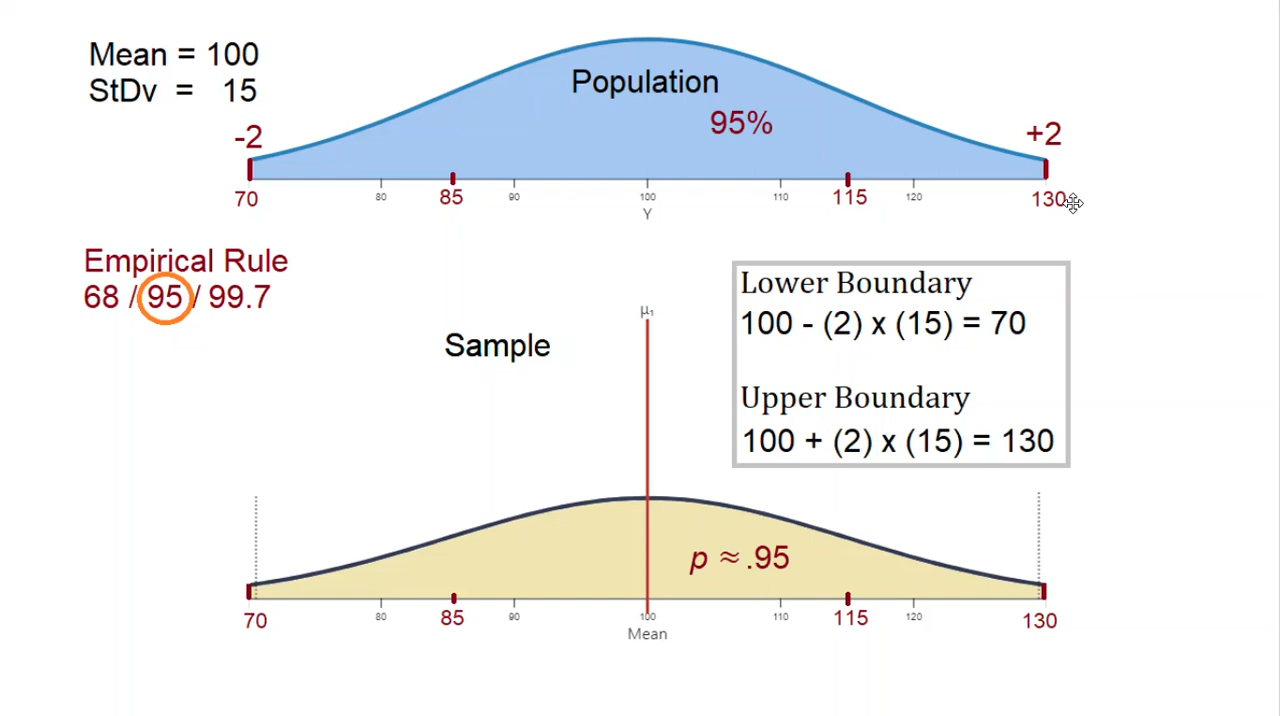 Mean = 100
StDv = 15
Population
95%
-2
+2
70
80
85
90
100
110
115
120
130
Y
Empirical Rule
68 / 95 / 99.7
Lower Boundary
100 - (2) x (15) = 70
Upper Boundary
100 + (2) x (15) = 130
μ₁
Sample
p ≈ .95
70
80
85
90
100
110
115
120
130
Mean